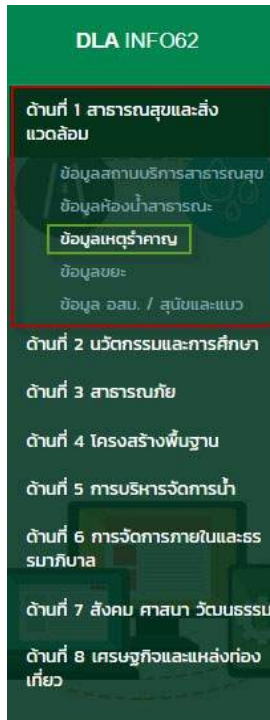 DLA INFO62
ด้านที่ 1 สาธารณสุขและสิ่ง
แวดล้อม
ข้อมูลสถานบริการสาธารณสุข
ข้อมูลห้องน้ำสาธารณะ
ข้อมูลเหตุรำคาญ
ข้อมูลขยะ
ข้อมูล อสม. / สุนัขและแมว
ด้านที่ 2 นวัตกรรมและการศึกษา
ด้านที่ 3 สาธารณภัย
ด้านที่ 4 โครงสร้างพื้นฐาน
ด้านที่ 5 การบริหารจัดการน้ำ
ด้านที่ 6 การจัดการภายในและธร
รมาภิบาล
ด้านที่ 7 สังคม ศาสนา วัฒนธรรม
ด้านที่ 8 เศรษฐกิจและแหล่งท่อง
เที่ยว